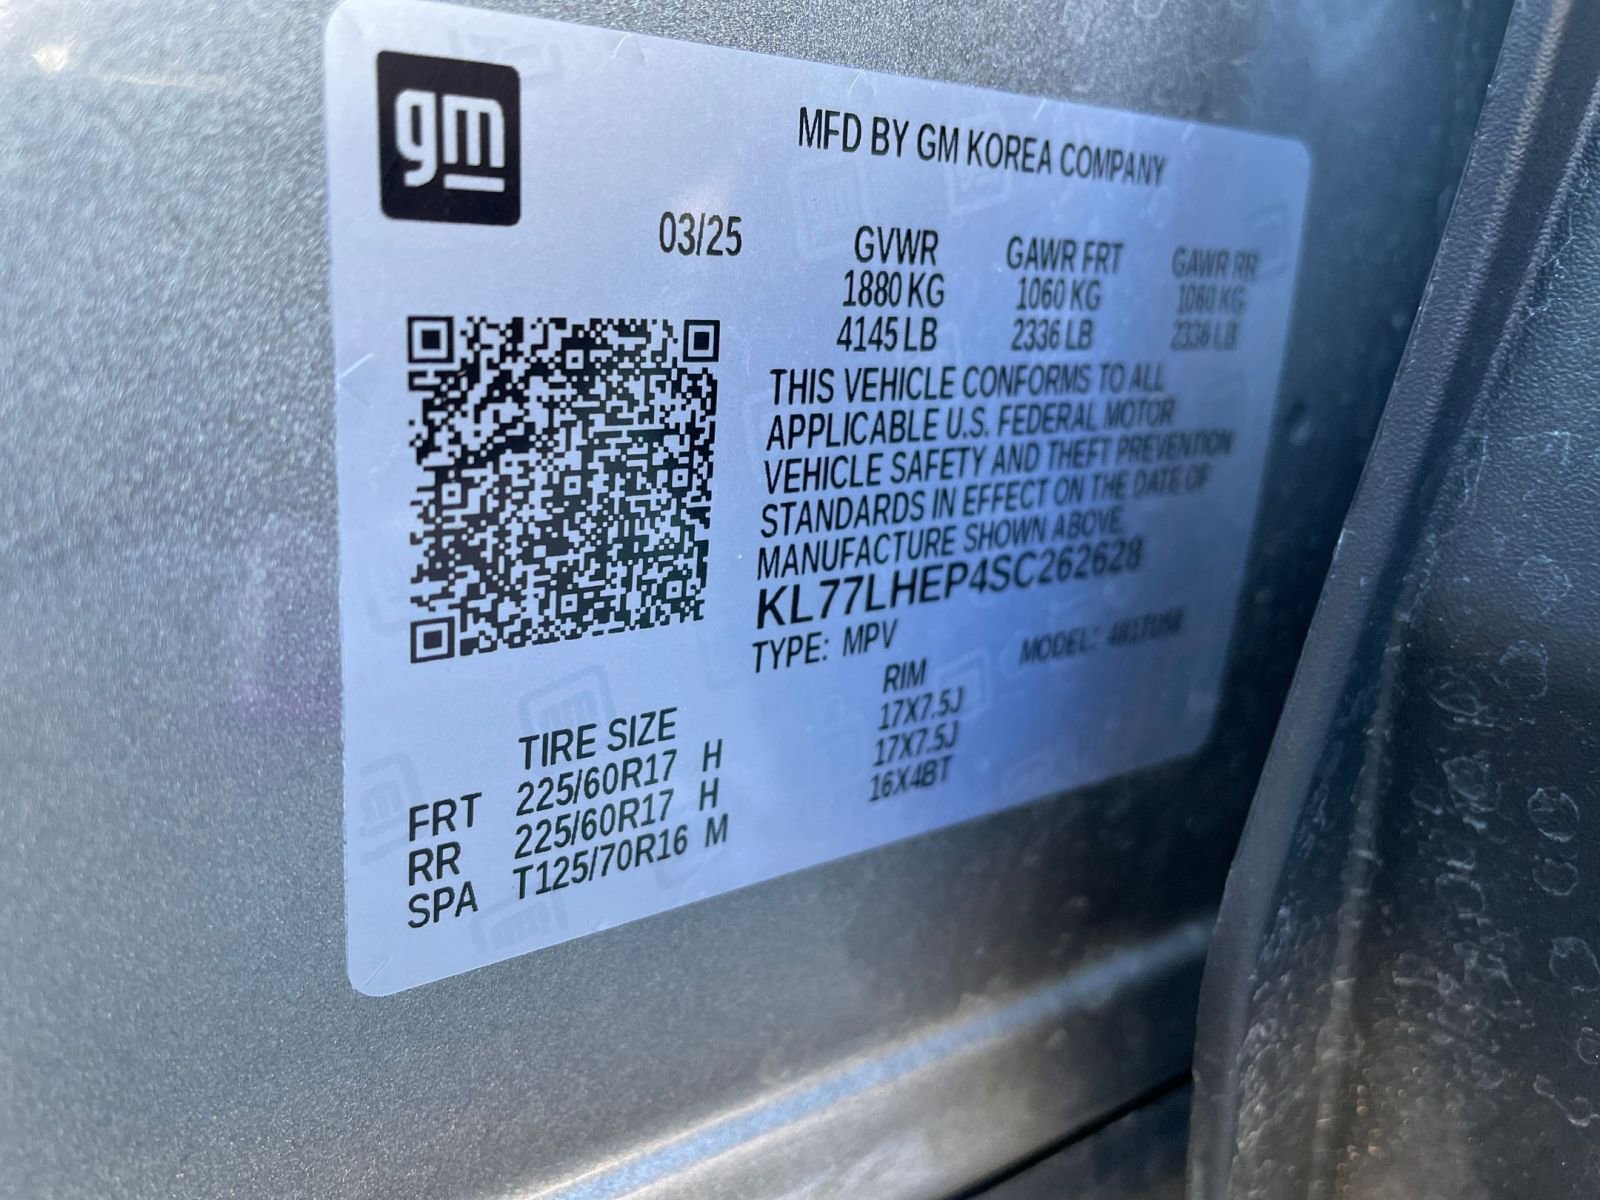 gm
MFD BY GM KOREA COMPANY
03/25 GVWR GAWR FRT GAWR RR
1880 KG 1060 KG 1060 KG
4145 LB 2336 LB 2336 LB
THIS VEHICLE CONFORMS TO ALL
APPLICABLE U.S. FEDERAL MOTOR
VEHICLE SAFETY AND THEFT PREVENTION
STANDARDS IN EFFECT ON THE DATE OF
MANUFACTURE SHOWN ABOVE.
KL77LHEP4SC262628
TYPE: MPV MODEL:
TIRE SIZE RIM
FRT 225/60R17 H 17X7.5J
RR 225/60R17 H 17X7.5J
SPA T125/70R16 M 16X4BT